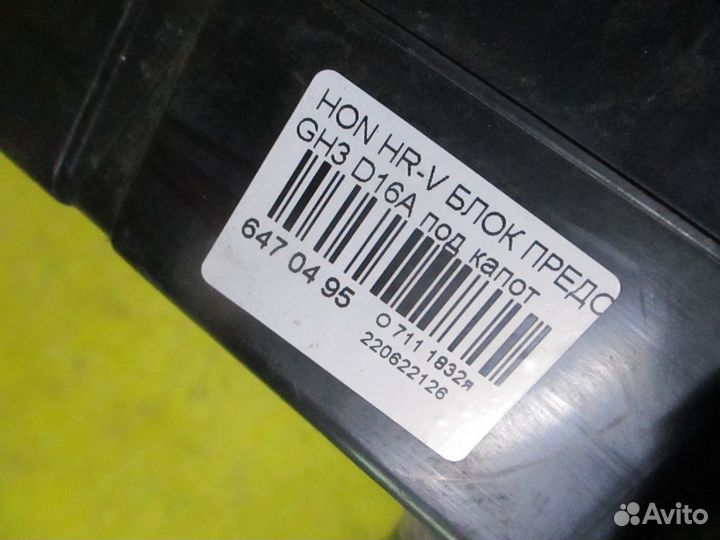 HON HR-V БЛОК ПРЕДО
GH3 D16A под капот
647 04 95
О 711 1832я
220622126
Avito